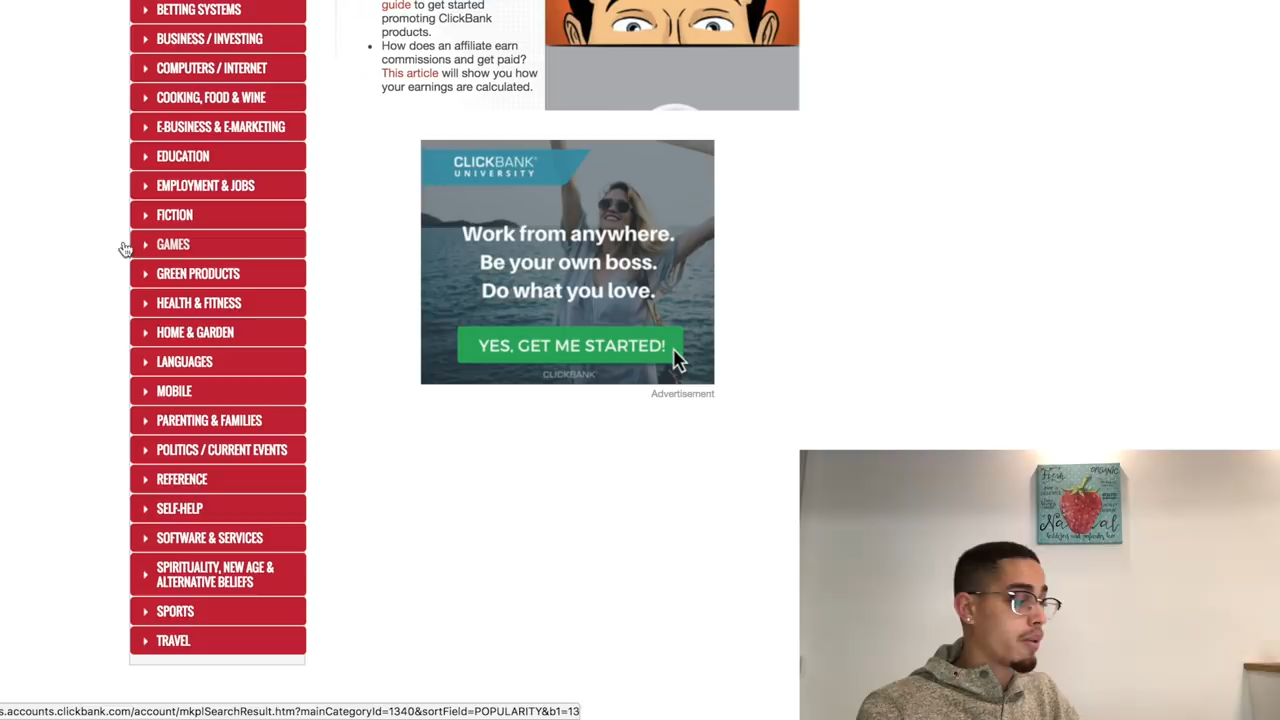 BETTING SYSTEMS
BUSINESS / INVESTING
COMPUTERS / INTERNET
COOKING, FOOD & WINE
E-BUSINESS & E-MARKETING
EDUCATION
EMPLOYMENT & JOBS
FICTION
GAMES
GREEN PRODUCTS
HEALTH & FITNESS
HOME & GARDEN
LANGUAGES
MOBILE
PARENTING & FAMILIES
POLITICS / CURRENT EVENTS
REFERENCE
SELF-HELP
SOFTWARE & SERVICES
SPIRITUALITY, NEW AGE &
ALTERNATIVE BELIEFS
SPORTS
TRAVEL
guide to get started
promoting ClickBank
products.
• How does an affiliate earn
commissions and get paid?
This article will show you how
your earnings are calculated.
CLICKBANK™
UNIVERSITY
Work from anywhere.
Be your own boss.
Do what you love.
YES, GET ME STARTED!
CLICKBANK™
Advertisement
Fresh
ORGANIC
Natural
s.accounts.clickbank.com/account/mkplSearchResult.htm?mainCategoryId=1340&sortField=POPULARITY&b1=13